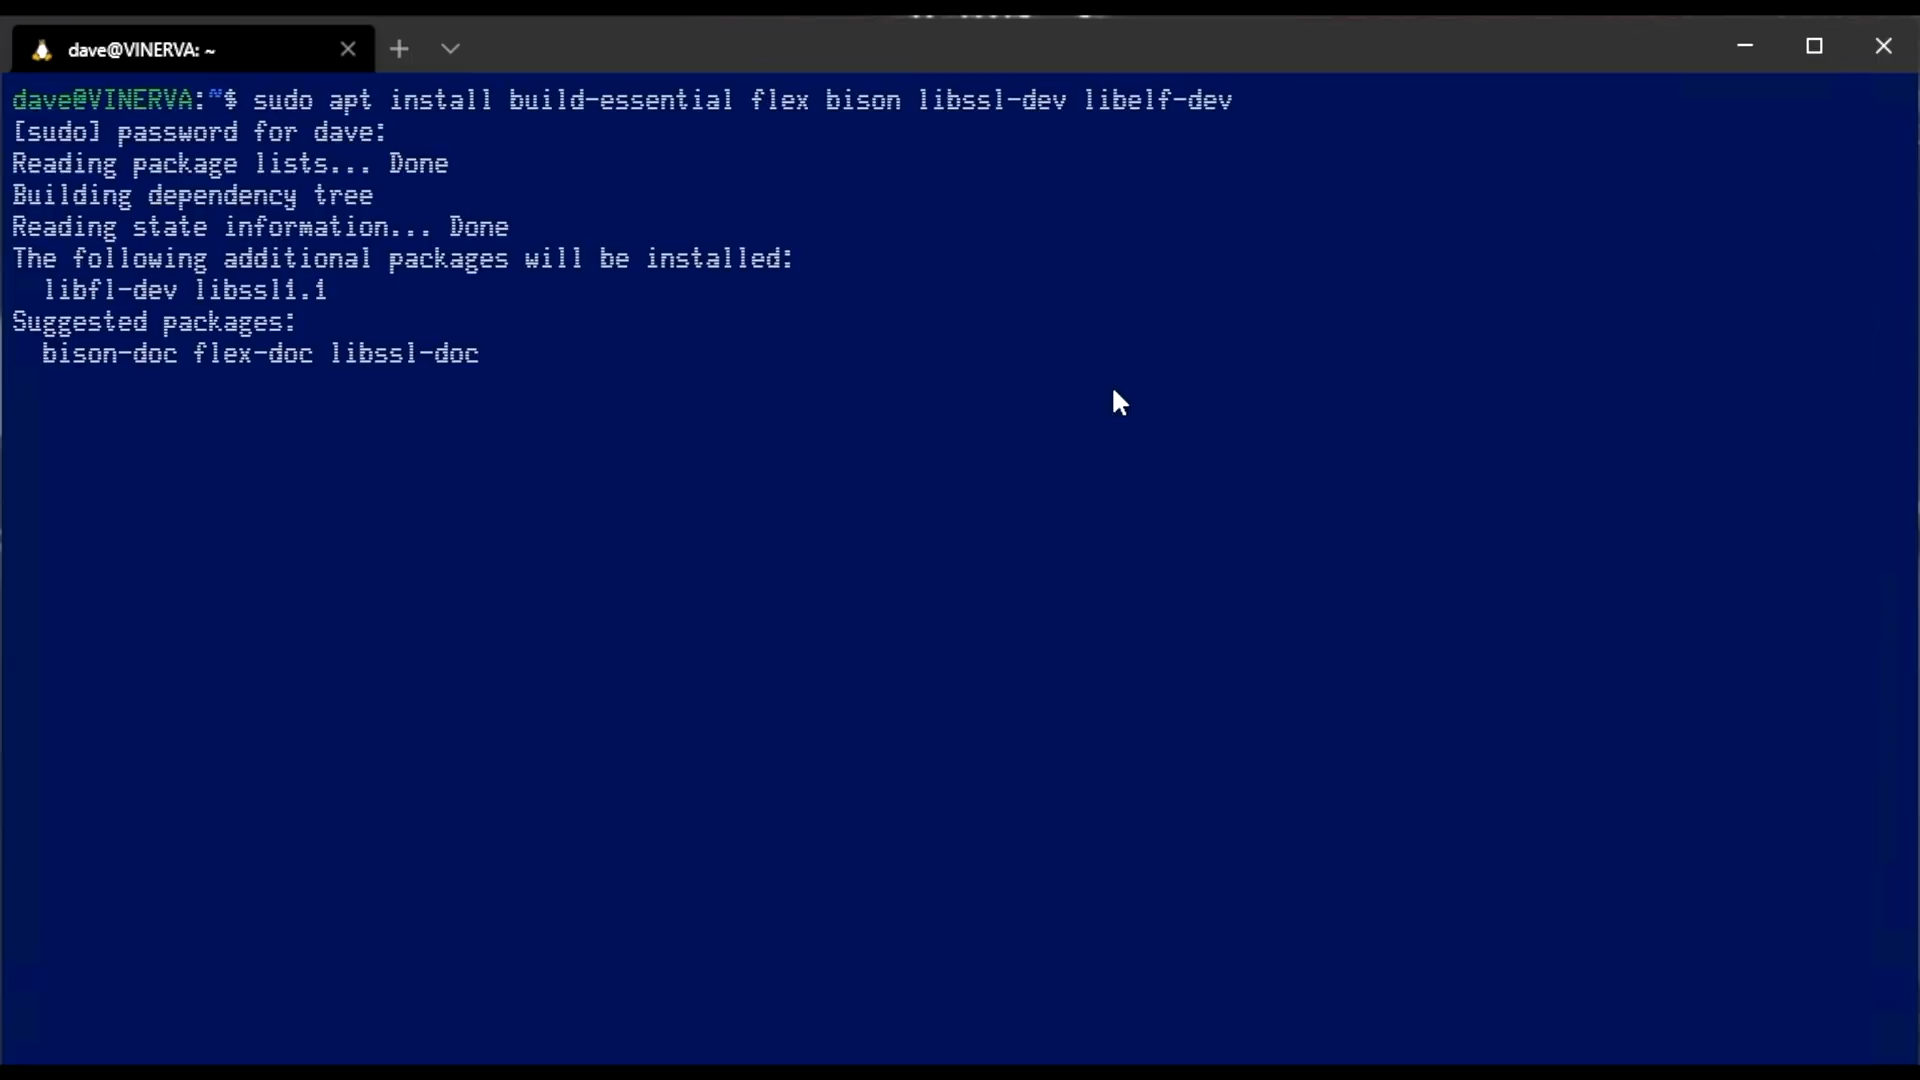 dave@VINERVA: ~
dave@VINERVA:~$ sudo apt install build-essential flex bison libssl-dev libelf-dev
[sudo] password for dave:
Reading package lists... Done
Building dependency tree
Reading state information... Done
The following additional packages will be installed:
  libfl-dev libssl1.1
Suggested packages:
  bison-doc flex-doc libssl-doc